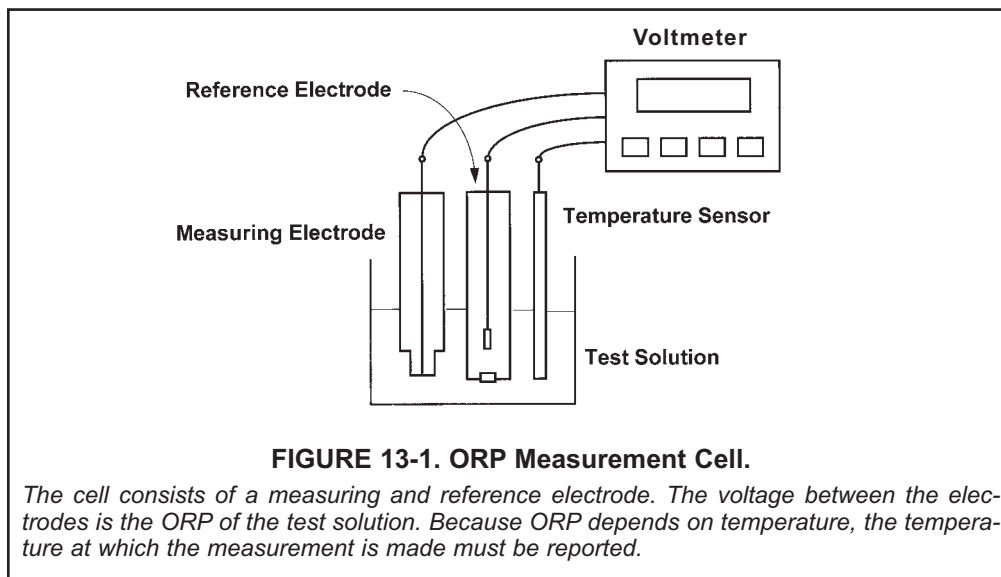 Voltmeter
Reference Electrode
Measuring Electrode
Temperature Sensor
Test Solution
FIGURE 13-1. ORP Measurement Cell.
The cell consists of a measuring and reference electrode. The voltage between the elec-
trodes is the ORP of the test solution. Because ORP depends on temperature, the tempera-
ture at which the measurement is made must be reported.